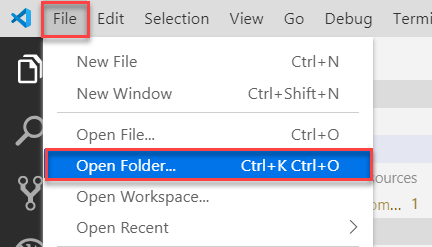 File Edit Selection View Go Debug Termi
New File Ctrl+N
New Window Ctrl+Shift+N
Open File... Ctrl+O
Open Folder... Ctrl+K Ctrl+O
ources
Open Workspace...
om... 1
Open Recent